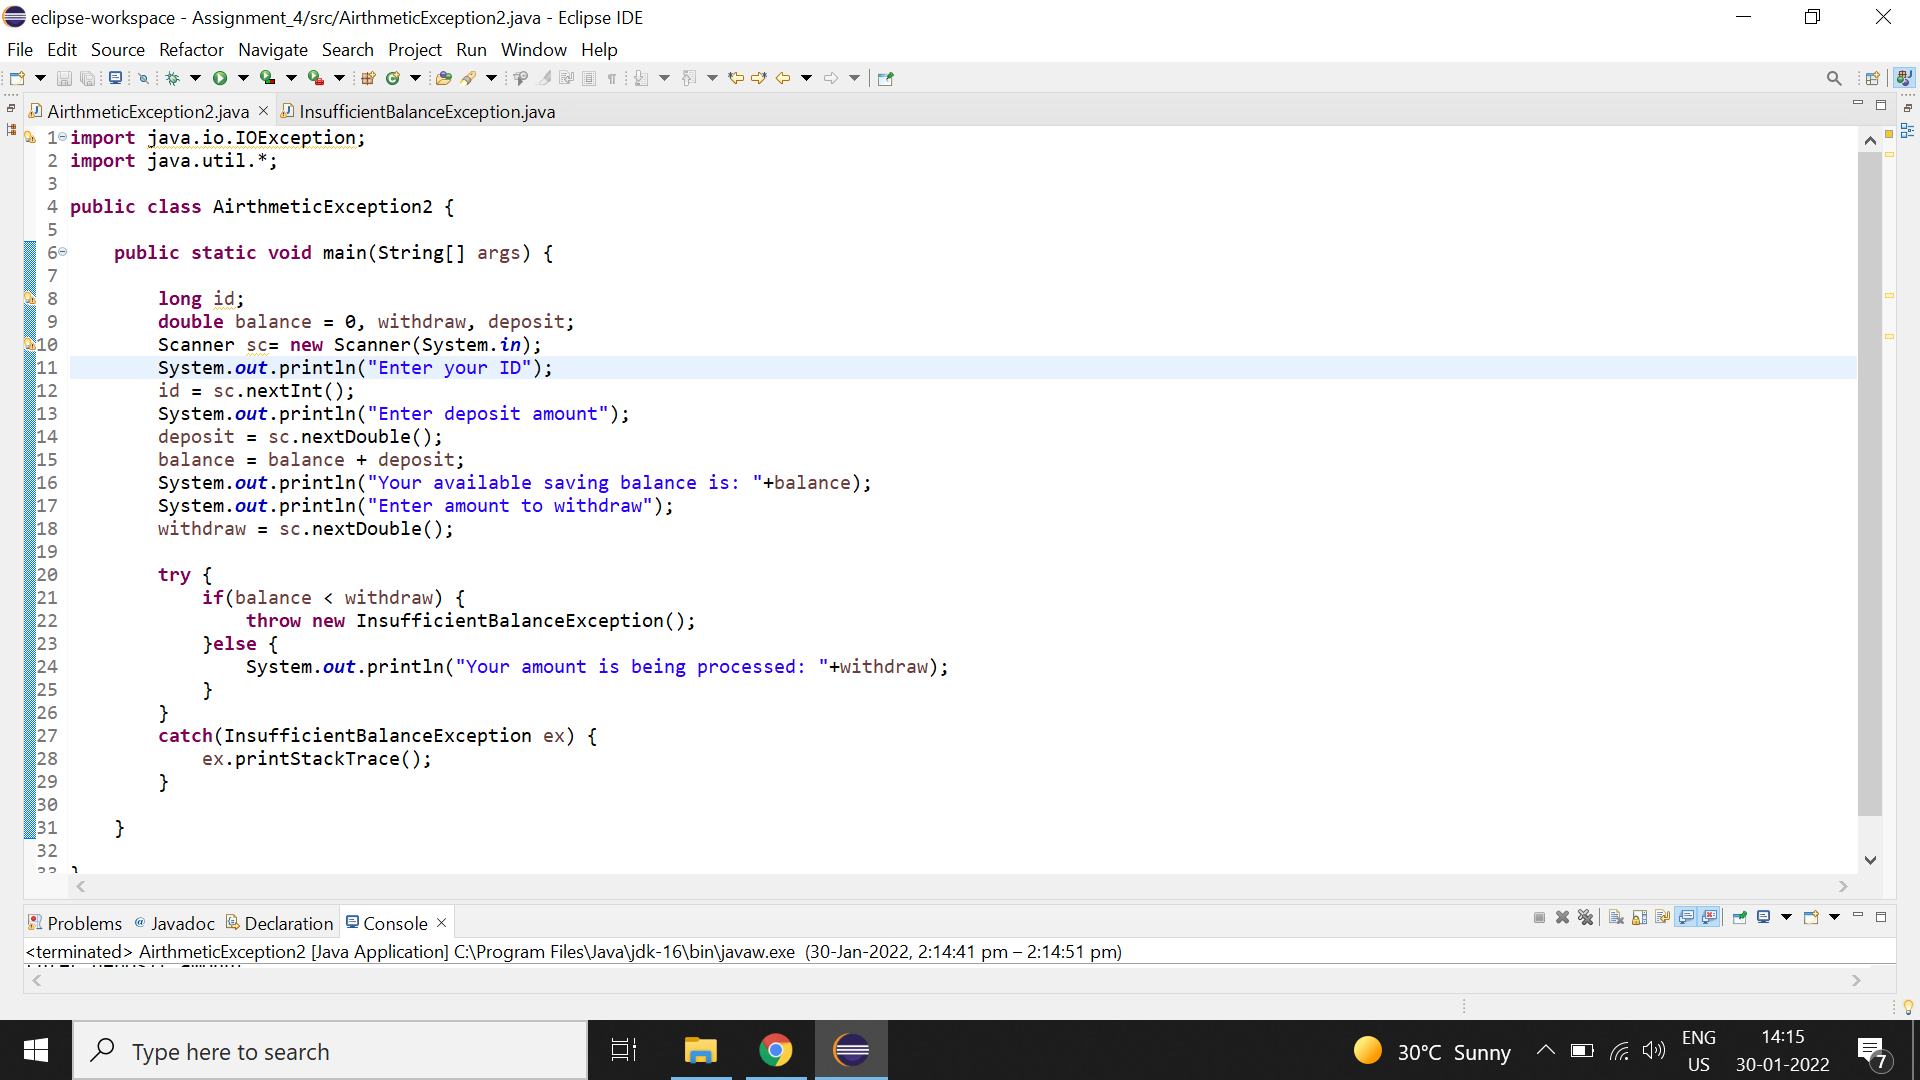 eclipse-workspace - Assignment_4/src/AirthmeticException2.java - Eclipse IDE
File Edit Source Refactor Navigate Search Project Run Window Help
AirthmeticException2.java InsufficientBalanceException.java
1 import java.io.IOException;
2 import java.util.*;
3
4 public class AirthmeticException2 {
5
6 public static void main(String[] args) {
7
8 long id;
9 double balance = 0, withdraw, deposit;
10 Scanner sc= new Scanner(System.in);
11 System.out.println("Enter your ID");
12 id = sc.nextInt();
13 System.out.println("Enter deposit amount");
14 deposit = sc.nextDouble();
15 balance = balance + deposit;
16 System.out.println("Your available saving balance is: "+balance);
17 System.out.println("Enter amount to withdraw");
18 withdraw = sc.nextDouble();
19
20 try {
21 if(balance < withdraw) {
22 throw new InsufficientBalanceException();
23 }else {
24 System.out.println("Your amount is being processed: "+withdraw);
25 }
26 }
27 catch(InsufficientBalanceException ex) {
28 ex.printStackTrace();
29 }
30
31 }
32
33 }
Problems Javadoc Declaration Console
<terminated> AirthmeticException2 [Java Application] C:\Program Files\Java\jdk-16\bin\javaw.exe (30-Jan-2022, 2:14:41 pm – 2:14:51 pm)
Type here to search
30°C Sunny
ENG
US
14:15
30-01-2022
7